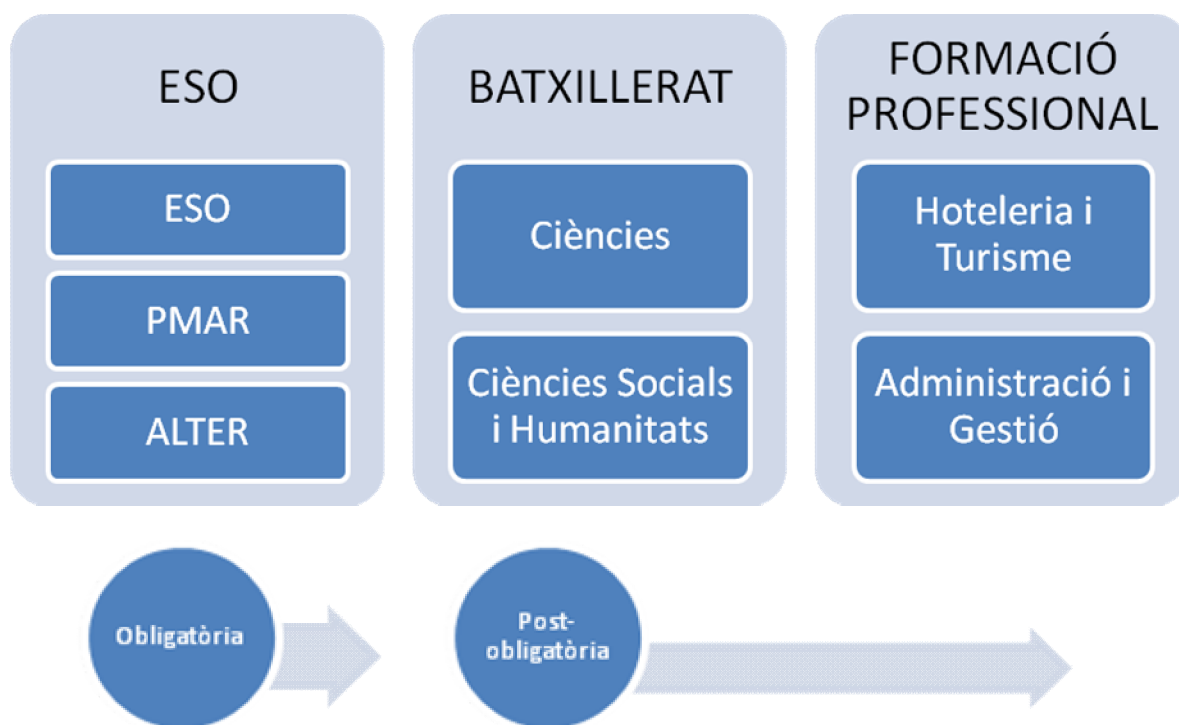 ESO
ESO
PMAR
ALTER
BATXILLERAT
Ciències
Ciències Socials
i Humanitats
FORMACIÓ
PROFESSIONAL
Hoteleria i
Turisme
Administració i
Gestió
Obligatòria
Post-
obligatòria